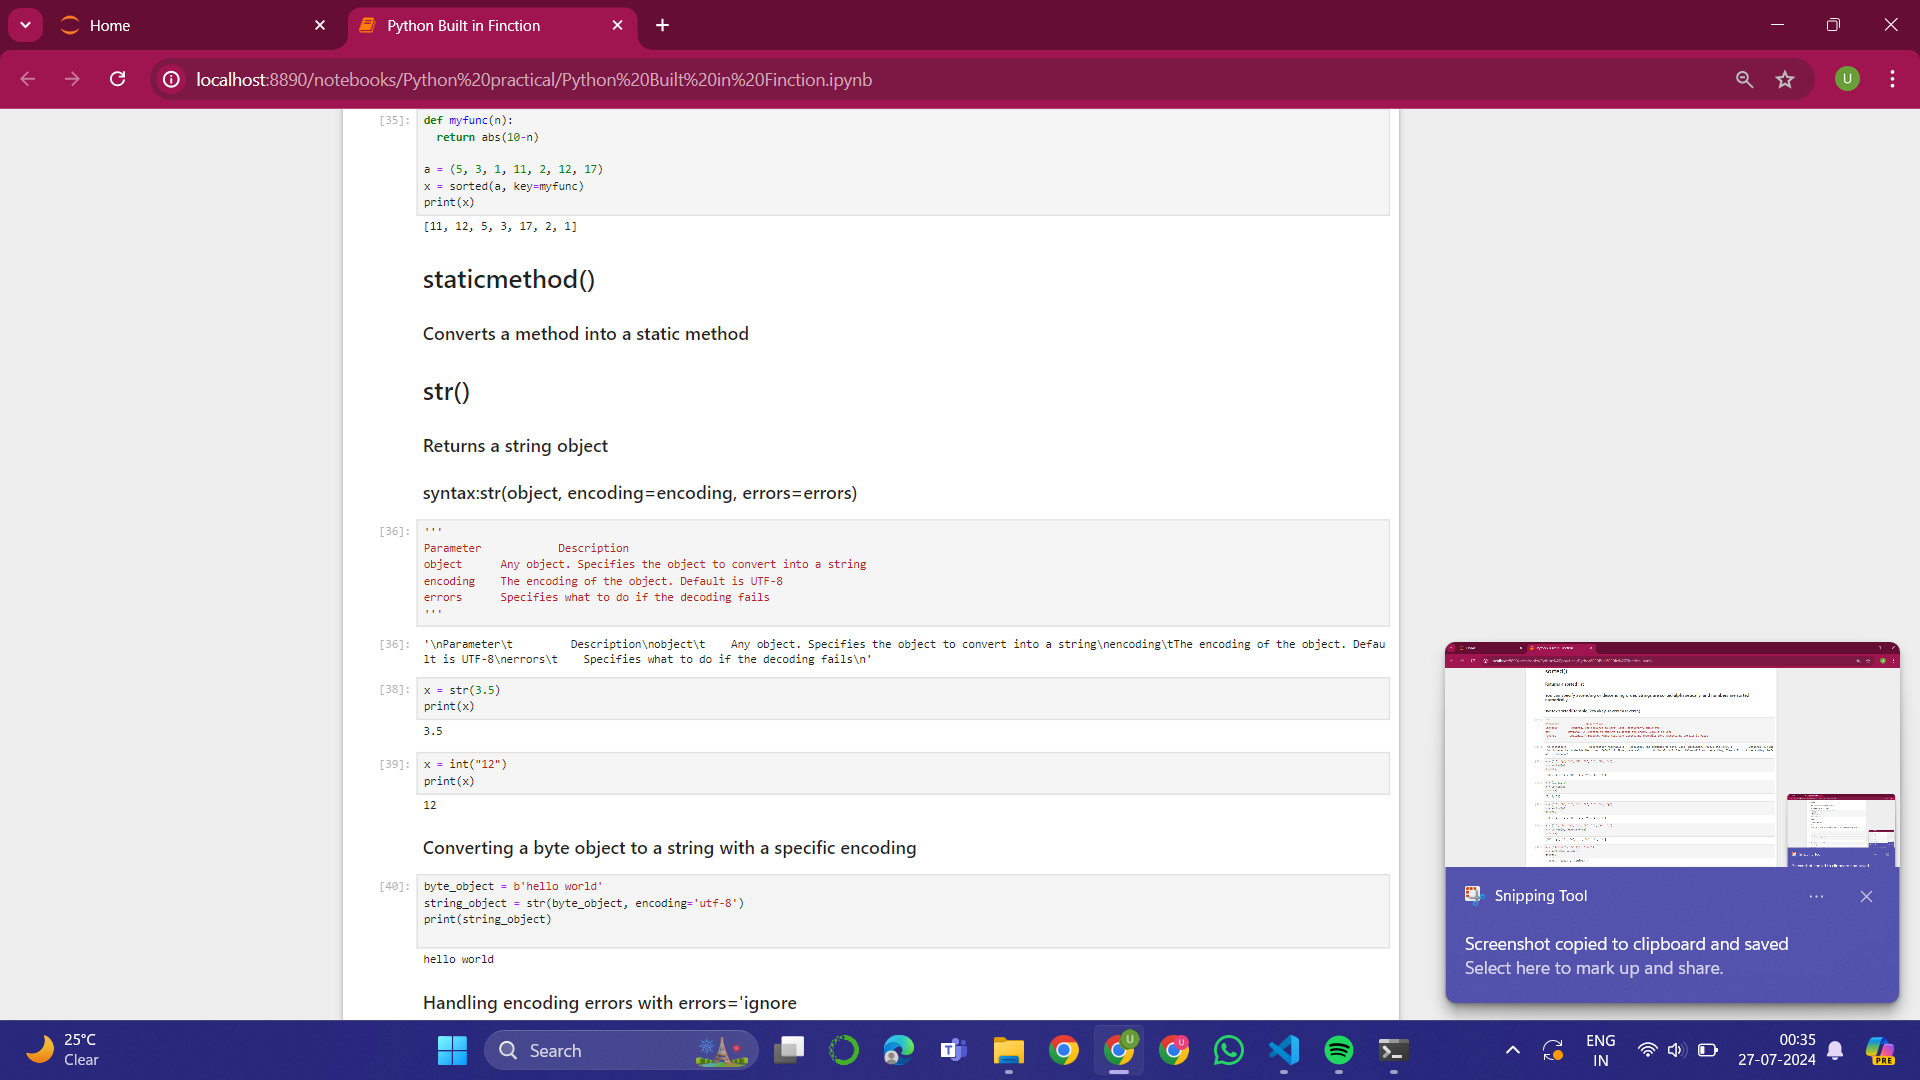 Home
Python Built in Finction
localhost:8890/notebooks/Python%20practical/Python%20Built%20in%20Finction.ipynb
U
[35]:
def myfunc(n):
  return abs(10-n)
a = (5, 3, 1, 11, 2, 12, 17)
x = sorted(a, key=myfunc)
print(x)
[11, 12, 5, 3, 17, 2, 1]
staticmethod()
Converts a method into a static method
str()
Returns a string object
syntax:str(object, encoding=encoding, errors=errors)
[36]:
'''
Parameter            Description
object      Any object. Specifies the object to convert into a string
encoding    The encoding of the object. Default is UTF-8
errors      Specifies what to do if the decoding fails
'''
[36]:
'\nParameter\t         Description\nobject\t    Any object. Specifies the object to convert into a string\nencoding\tThe encoding of the object. Defau
lt is UTF-8\nerrors\t    Specifies what to do if the decoding fails\n'
[38]:
x = str(3.5)
print(x)
3.5
[39]:
x = int("12")
print(x)
12
Converting a byte object to a string with a specific encoding
[40]:
byte_object = b'hello world'
string_object = str(byte_object, encoding='utf-8')
print(string_object)
hello world
Handling encoding errors with errors='ignore
Snipping Tool
Screenshot copied to clipboard and saved
Select here to mark up and share.
25°C
Clear
Search
U
U
ENG
IN
00:35
27-07-2024
PRE